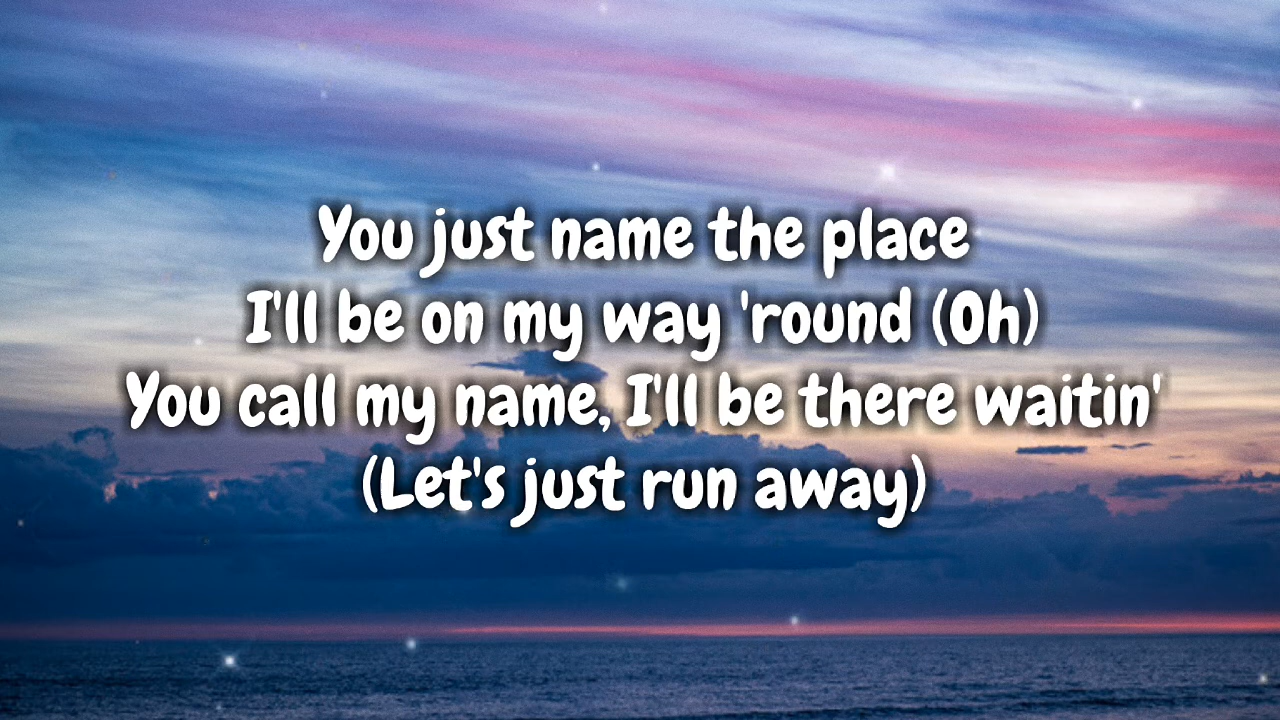 You just name the place
I'll be on my way 'round (Oh)
You call my name, I'll be there waitin'
(Let's just run away)